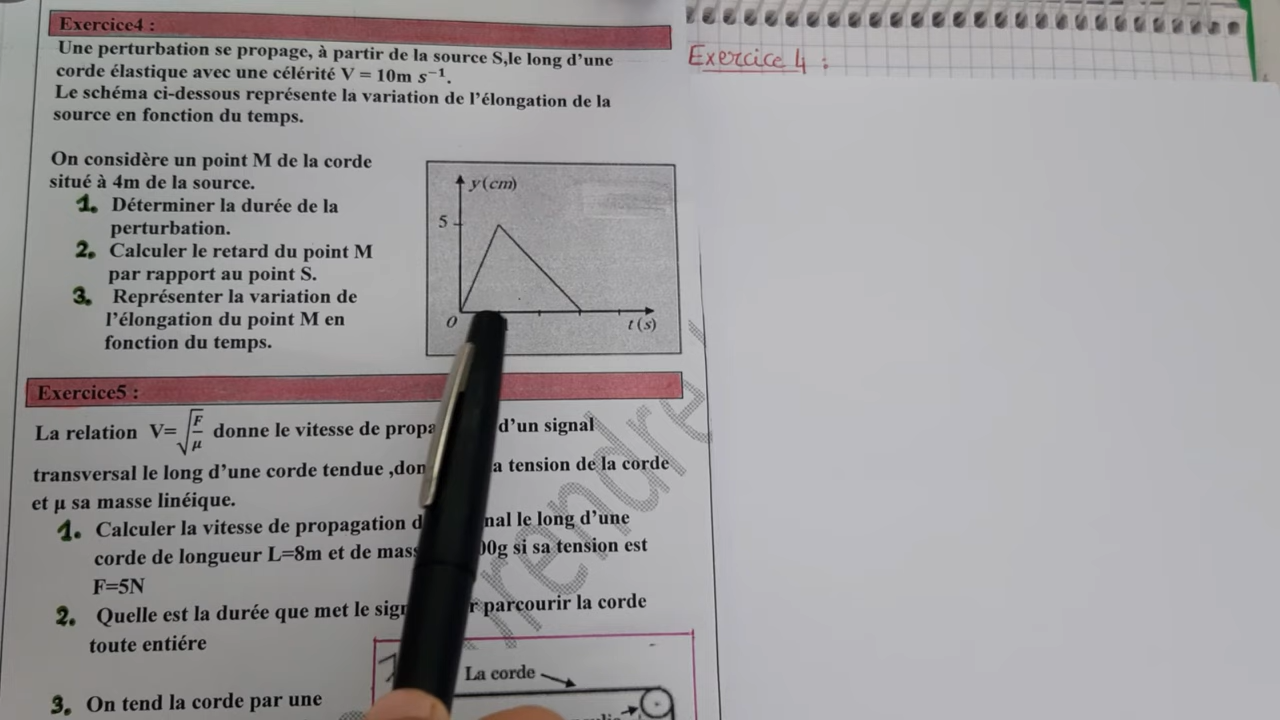 Exercice4 :
Une perturbation se propage, à partir de la source S,le long d'une
corde élastique avec une célérité V = 10m s⁻¹.
Le schéma ci-dessous représente la variation de l'élongation de la
source en fonction du temps.
On considère un point M de la corde
situé à 4m de la source.
1. Déterminer la durée de la
perturbation.
2. Calculer le retard du point M
par rapport au point S.
3. Représenter la variation de
l'élongation du point M en
fonction du temps.
y(cm)
5
O
t(s)
Exercice5 :
La relation V=√F/μ donne le vitesse de d'un signal
transversal le long d'une corde tendue a tension de la corde
et μ sa masse linéique.
1. Calculer la vitesse de propagation le long d'une
corde de longueur L=8m et de 00g si sa tension est
F=5N
2. Quelle est la durée que met le parcourir la corde
toute entiére
La corde
3. On tend la corde par une
Exercice 4 :
rendre